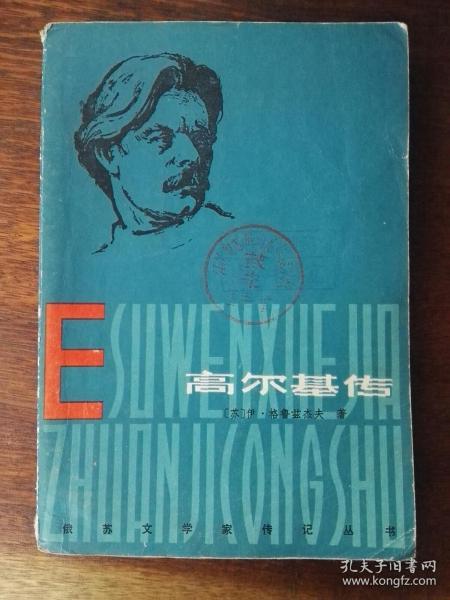 E SUWENXUEJIA
高尔基传
[苏]伊·格鲁兹杰夫 著
ZHUANJICONGSHU
俄苏文学家传记丛书
孔夫子旧书网
www.kongfz.com